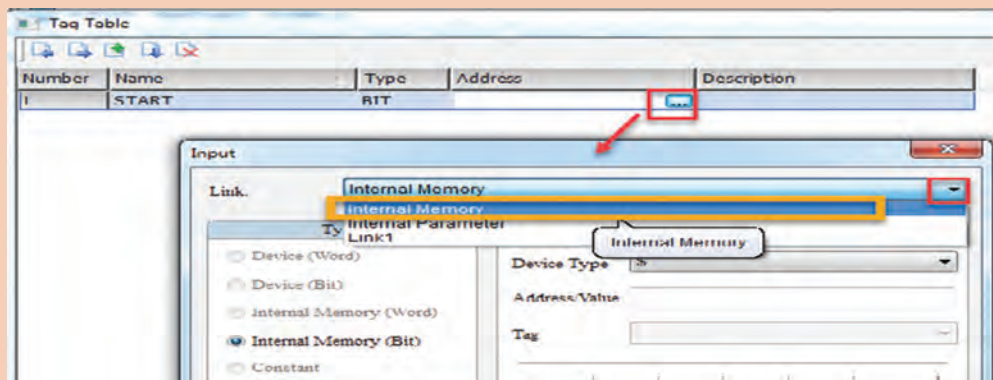 Tag Table
Number Name Type Address Description
1 START BIT ...
Input
Link. Internal Memory
Internal Memory
Internal Parameter
Link1
Ty
Internal Memory
Device (Word)
Device Type S
Device (Bit)
Address/Value
Internal Memory (Word)
Tag
Internal Memory (Bit)
Constant